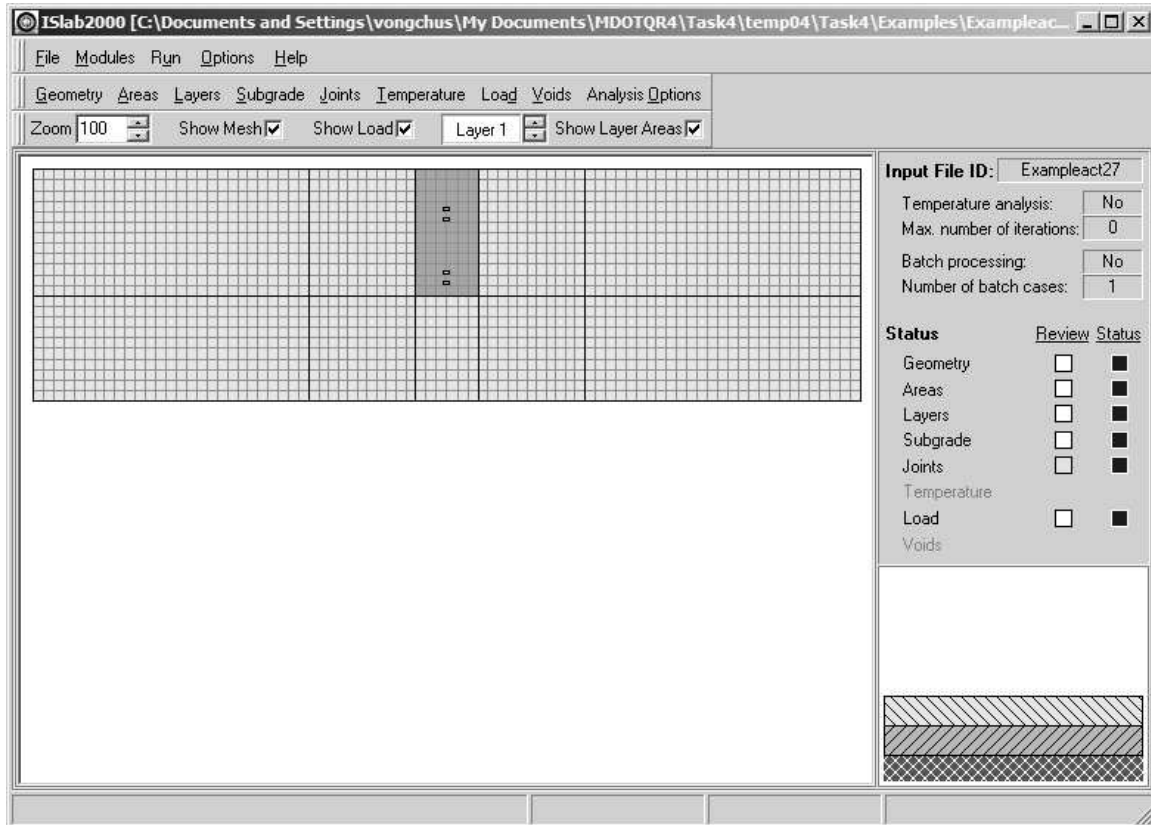 ISlab2000 [C:\Documents and Settings\vongchus\My Documents\MDOTQR4\Task4\temp04\Task4\Examples\Exampleac...
File Modules Run Options Help
Geometry Areas Layers Subgrade Joints Temperature Load Voids Analysis Options
Zoom 100 Show Mesh Show Load Layer 1 Show Layer Areas
Input File ID: Exampleact27
Temperature analysis: No
Max. number of iterations: 0
Batch processing: No
Number of batch cases: 1
Status Review Status
Geometry
Areas
Layers
Subgrade
Joints
Temperature
Load
Voids